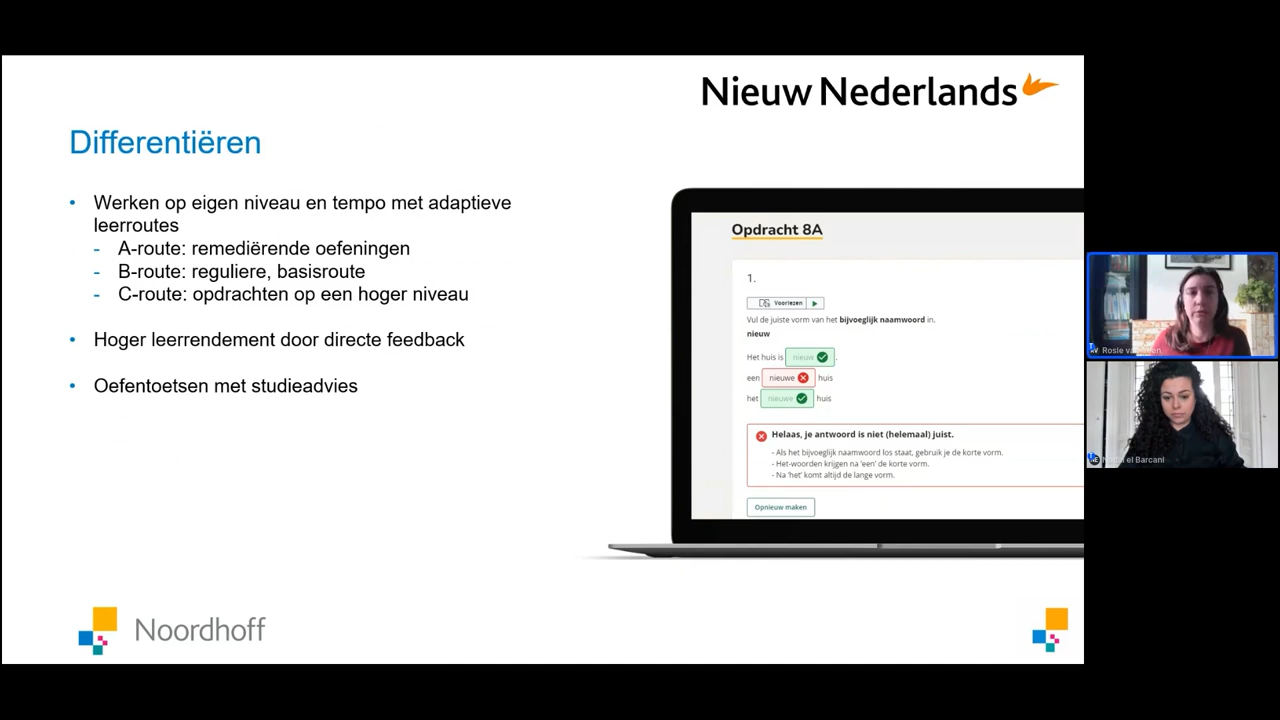 Nieuw Nederlands
Differentiëren
• Werken op eigen niveau en tempo met adaptieve
leerroutes
- A-route: remediërende oefeningen
- B-route: reguliere, basisroute
- C-route: opdrachten op een hoger niveau
• Hoger leerrendement door directe feedback
• Oefentoetsen met studieadvies
Opdracht 8A
1.
Voorlezen
Vul de juiste vorm van het bijvoeglijk naamwoord in.
nieuw
Het huis is nieuw .
een nieuwe huis
het nieuwe huis
Helaas, je antwoord is niet (helemaal) juist.
- Als het bijvoeglijk naamwoord los staat, gebruik je de korte vorm.
- Het-woorden krijgen na 'een' de korte vorm.
- Na 'het' komt altijd de lange vorm.
Opnieuw maken
Noordhoff
Rosie
el Barcani